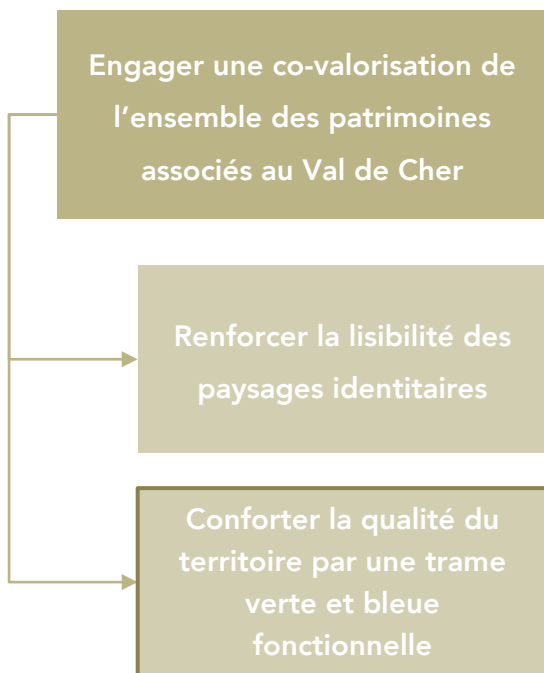 Engager une co-valorisation de
l’ensemble des patrimoines
associés au Val de Cher
Renforcer la lisibilité des
paysages identitaires
Conforter la qualité du
territoire par une trame
verte et bleue
fonctionnelle